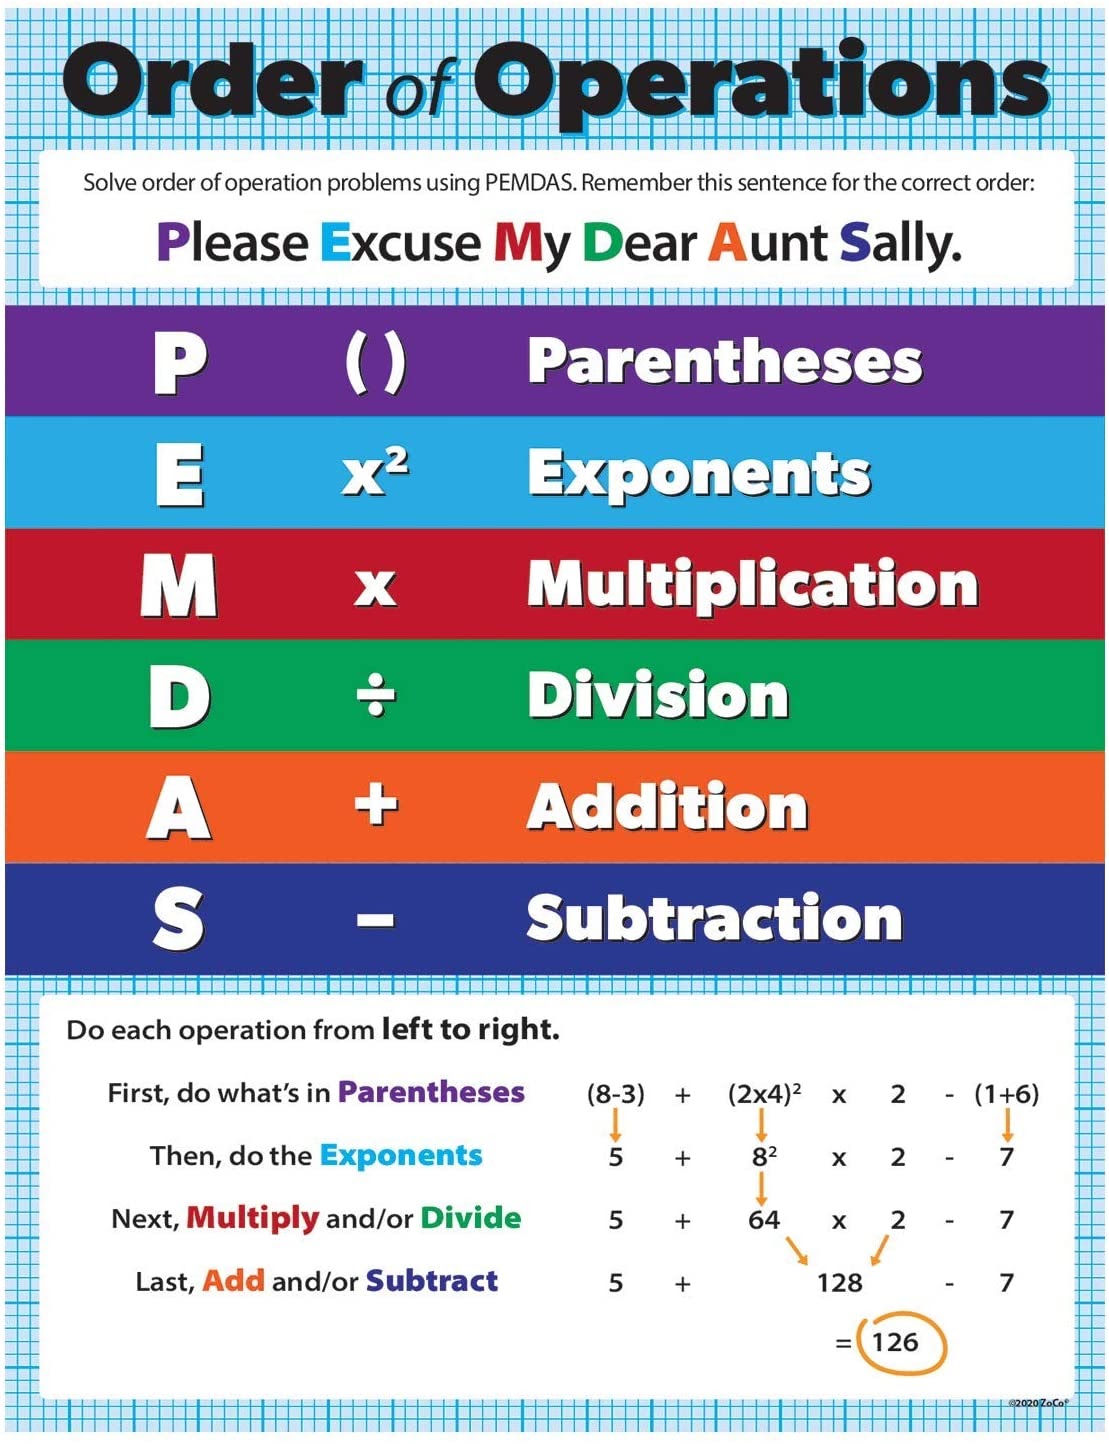 Order of Operations
Solve order of operation problems using PEMDAS. Remember this sentence for the correct order:
Please Excuse My Dear Aunt Sally.
P ( ) Parentheses
E x² Exponents
M x Multiplication
D ÷ Division
A + Addition
S − Subtraction
Do each operation from left to right.
First, do what's in Parentheses (8-3) + (2x4)² x 2 - (1+6)
Then, do the Exponents 5 + 8² x 2 - 7
Next, Multiply and/or Divide 5 + 64 x 2 - 7
Last, Add and/or Subtract 5 + 128 - 7
= 126
©2020 ZoCo®